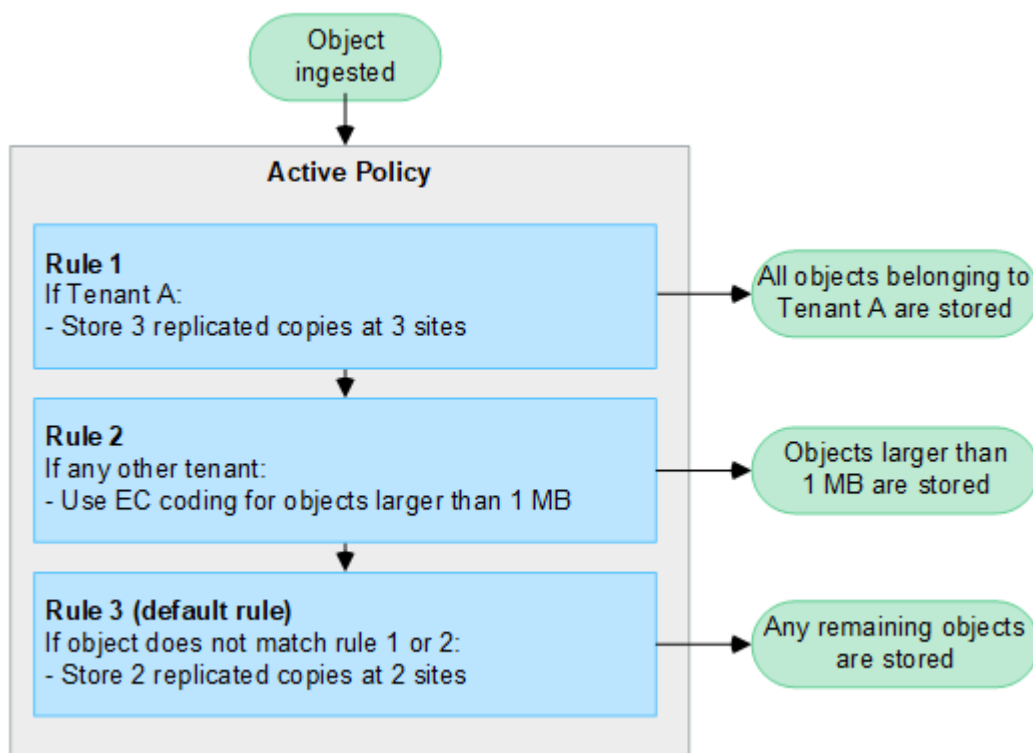 Object
ingested
Active Policy
Rule 1
If Tenant A:
- Store 3 replicated copies at 3 sites
All objects belonging to
Tenant A are stored
Rule 2
If any other tenant:
- Use EC coding for objects larger than 1 MB
Objects larger than
1 MB are stored
Rule 3 (default rule)
If object does not match rule 1 or 2:
- Store 2 replicated copies at 2 sites
Any remaining objects
are stored